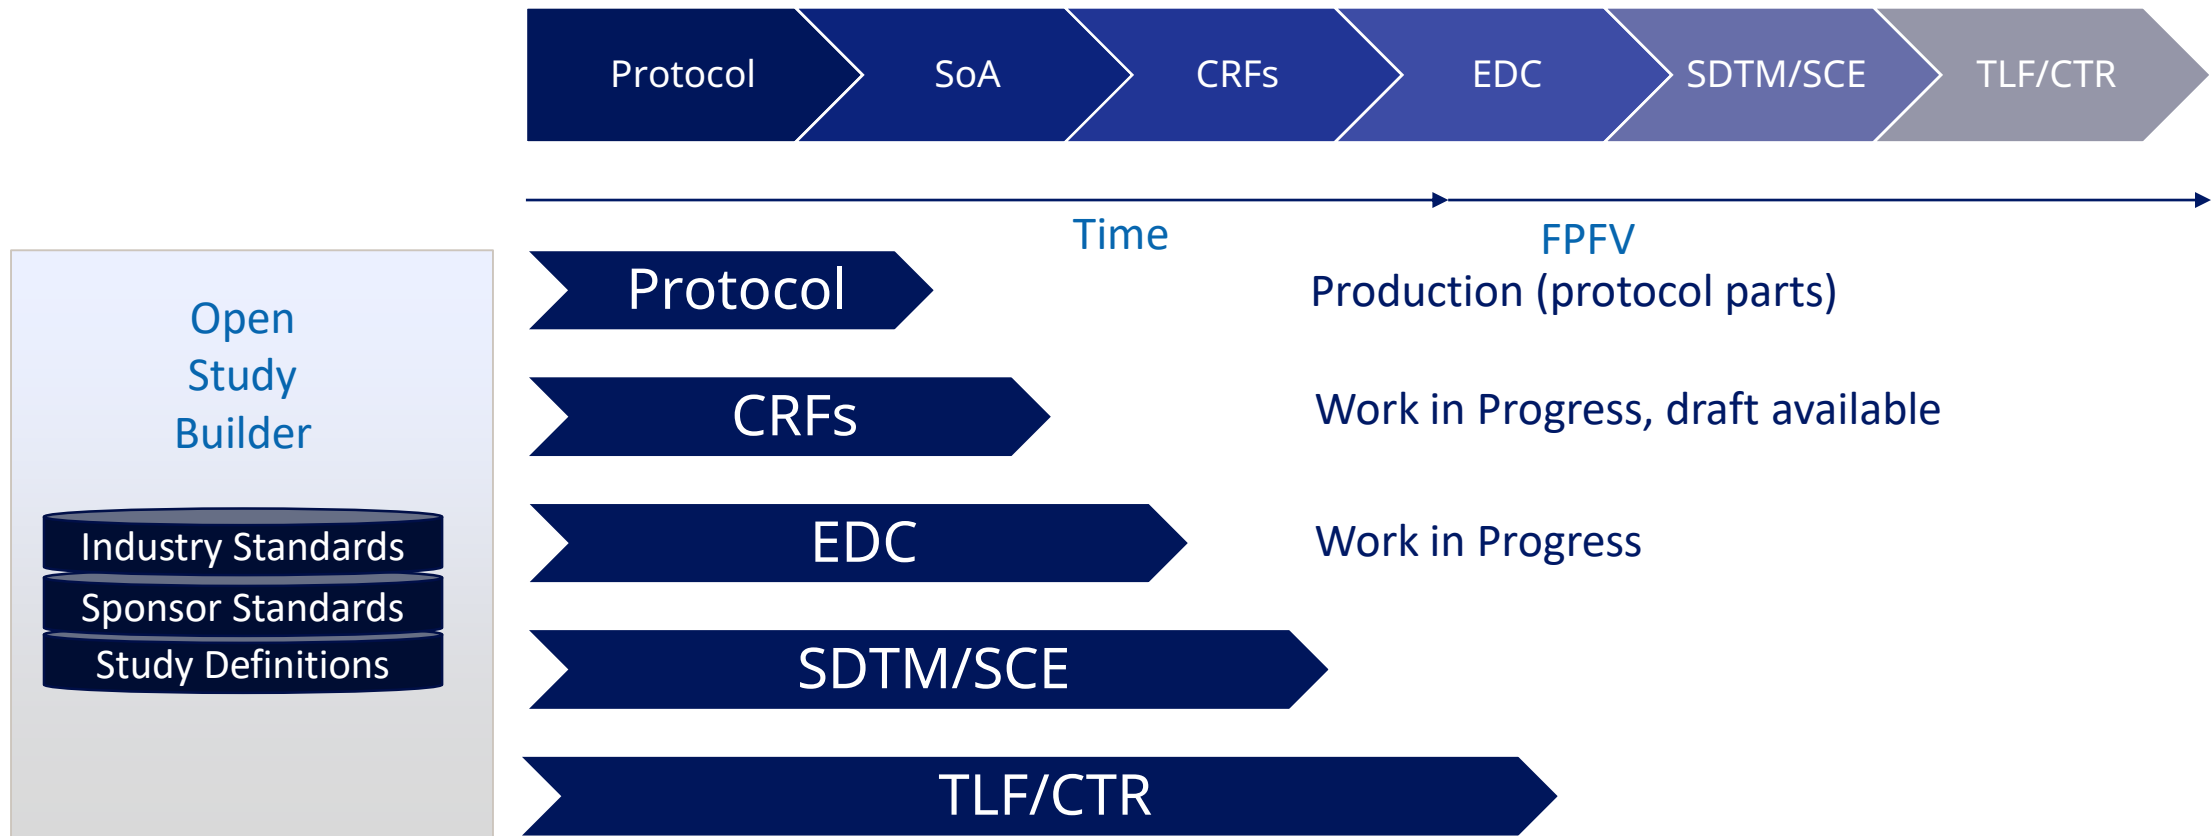 Protocol
SoA
CRFs
EDC
SDTM/SCE
TLF/CTR
Time
FPFV
Open
Study
Builder
Industry Standards
Sponsor Standards
Study Definitions
Protocol
Production (protocol parts)
CRFs
Work in Progress, draft available
EDC
Work in Progress
SDTM/SCE
TLF/CTR